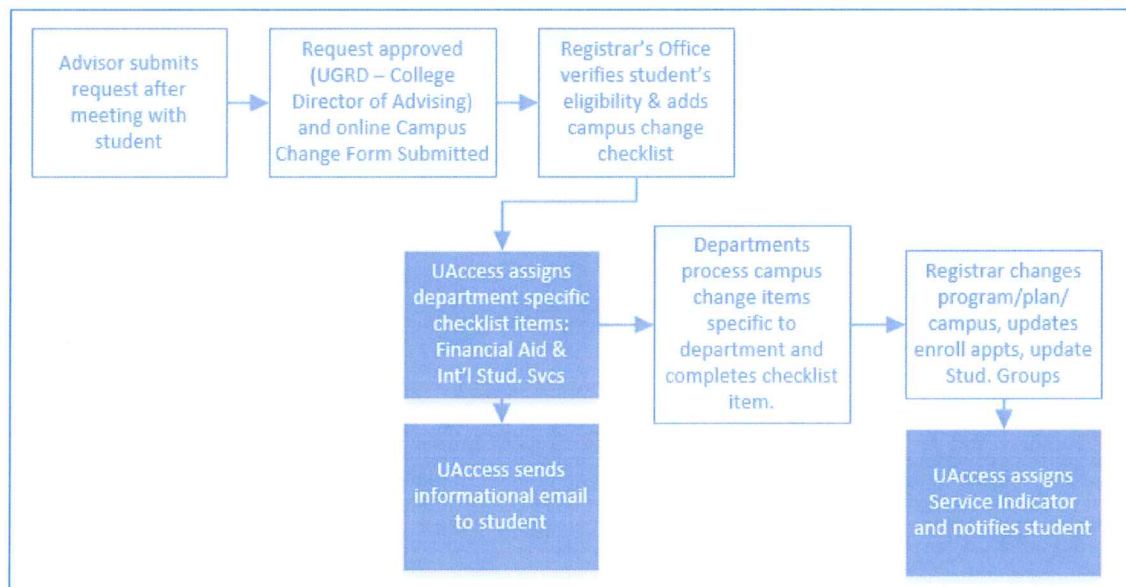 Advisor submits
request after
meeting with
student
Request approved
(UGRD – College
Director of Advising)
and online Campus
Change Form Submitted
Registrar's Office
verifies student's
eligibility & adds
campus change
checklist
UAccess assigns
department specific
checklist items:
Financial Aid &
Int'l Stud. Svcs
Departments
process campus
change items
specific to
department and
completes checklist
item.
Registrar changes
program/plan/
campus, updates
enroll appts, update
Stud. Groups
UAccess sends
informational email
to student
UAccess assigns
Service Indicator
and notifies student